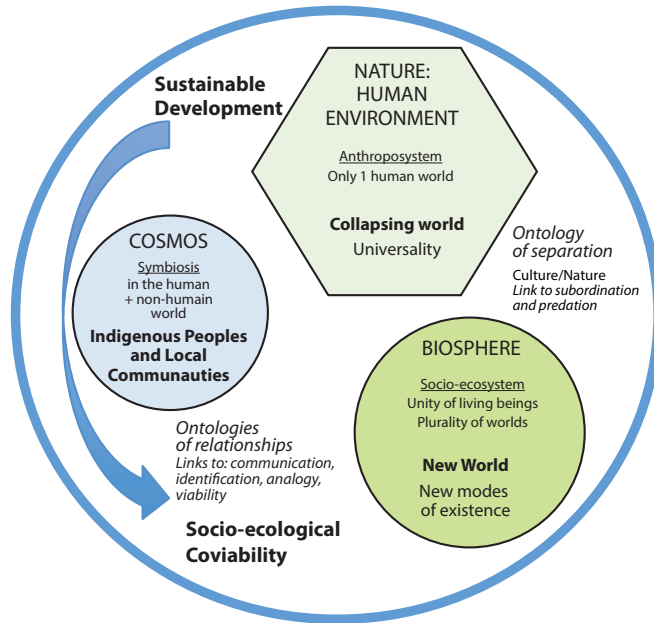 Sustainable
Development
NATURE:
HUMAN
ENVIRONMENT
Anthroposystem
Only 1 human world
Collapsing world
Universality
Ontology
of separation
Culture/Nature
Link to subordination
and predation
COSMOS
Symbiosis
in the human
+ non-humain
world
Indigenous Peoples
and Local
Communauties
BIOSPHERE
Socio-ecosystem
Unity of living beings
Plurality of worlds
New World
New modes
of existence
Ontologies
of relationships
Links to: communication,
identification, analogy,
viability
Socio-ecological
Coviability